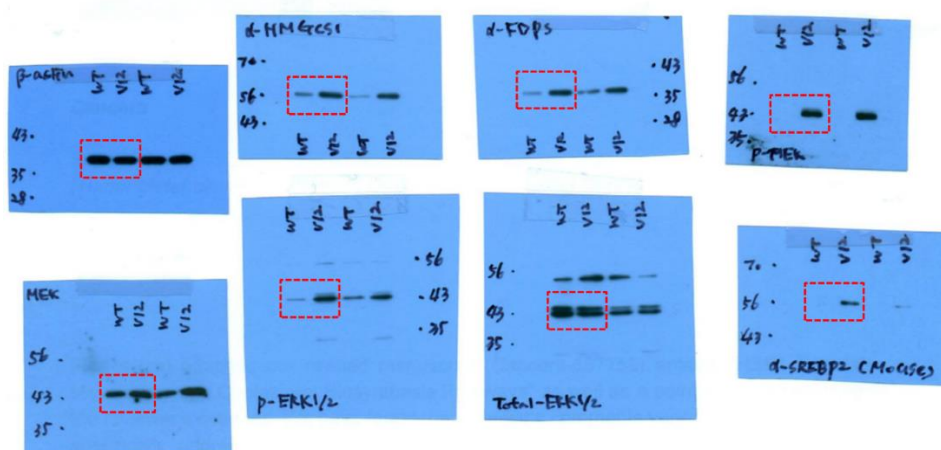 β-actin
WT V12 WT V12
43
35
28
α-HMGCS1
70
56
43
WT V12 WT V12
α-FDPS
43
35
28
WT V12 WT V12
WT V12 WT V12
56
43
35
p-MEK
MEK
WT V12 WT V12
56
43
35
WT V12 WT V12
56
43
35
p-ERK1/2
WT V12 WT V12
56
43
35
Total-ERK1/2
WT V12 WT V12
70
56
43
α-SREBP2 (Mouse)